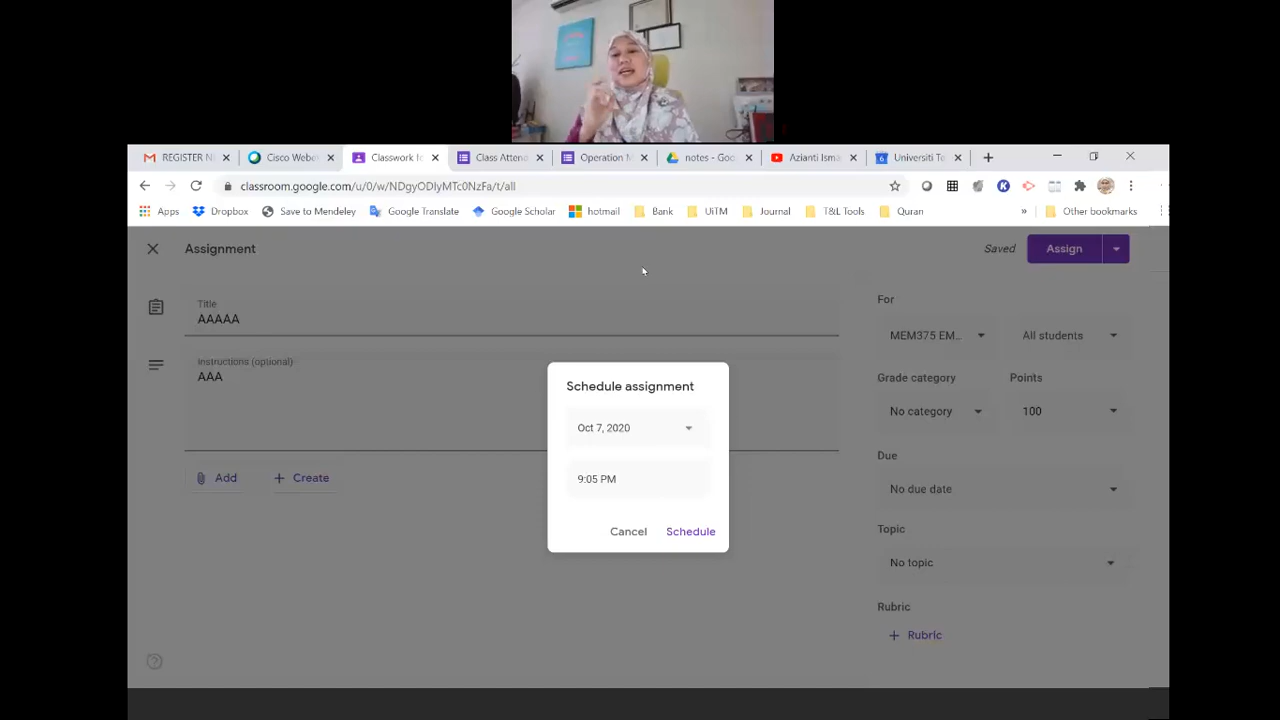 REGISTER N
Cisco Webe
Classwork fo
Class Atteno
Operation M
notes - Goo
Azianti Isma
Universiti Te
classroom.google.com/u/0/w/NDgyODIyMTc0NzFa/t/all
Apps Dropbox Save to Mendeley Google Translate Google Scholar hotmail Bank UiTM Journal T&L Tools Quran » Other bookmarks
Assignment
Saved
Assign
Title
AAAAA
Instructions (optional)
AAA
Add
Create
For
MEM375 EM...
All students
Grade category
Points
No category
100
Due
No due date
Topic
No topic
Rubric
Rubric
Schedule assignment
Oct 7, 2020
9:05 PM
Cancel
Schedule